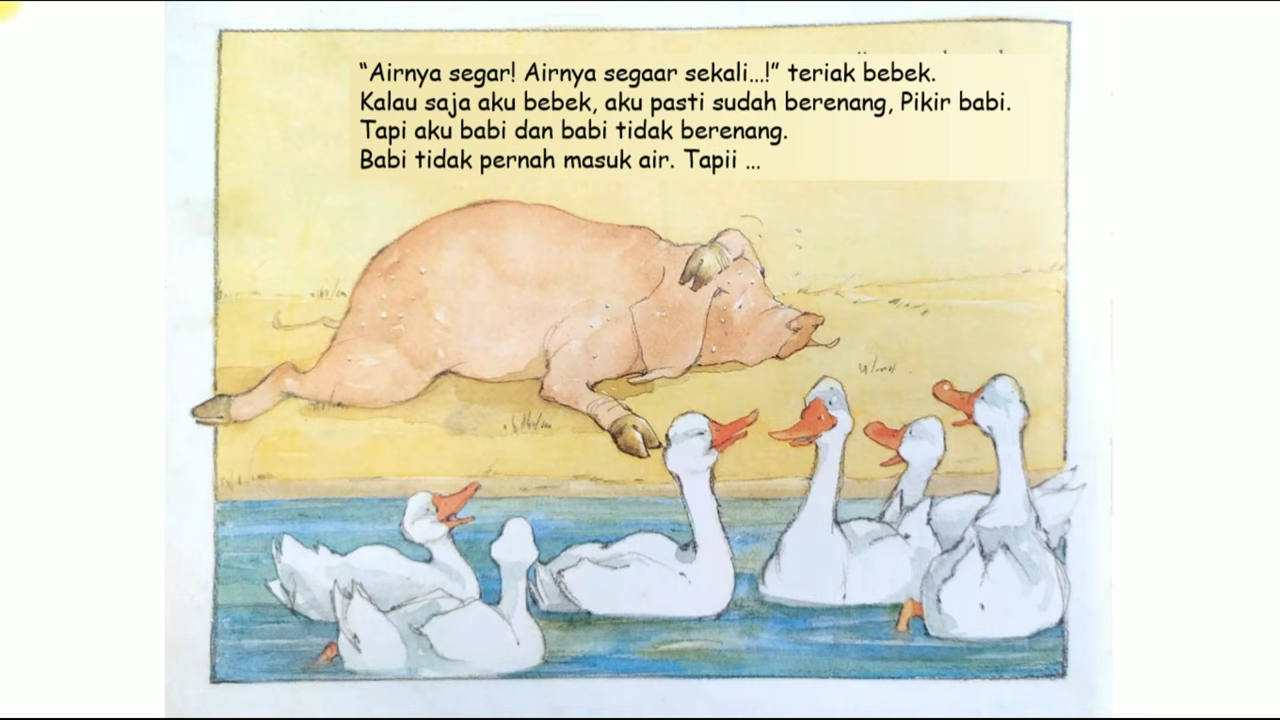 “Airnya segar! Airnya segaar sekali...!” teriak bebek.
Kalau saja aku bebek, aku pasti sudah berenang, Pikir babi.
Tapi aku babi dan babi tidak berenang.
Babi tidak pernah masuk air. Tapii ...